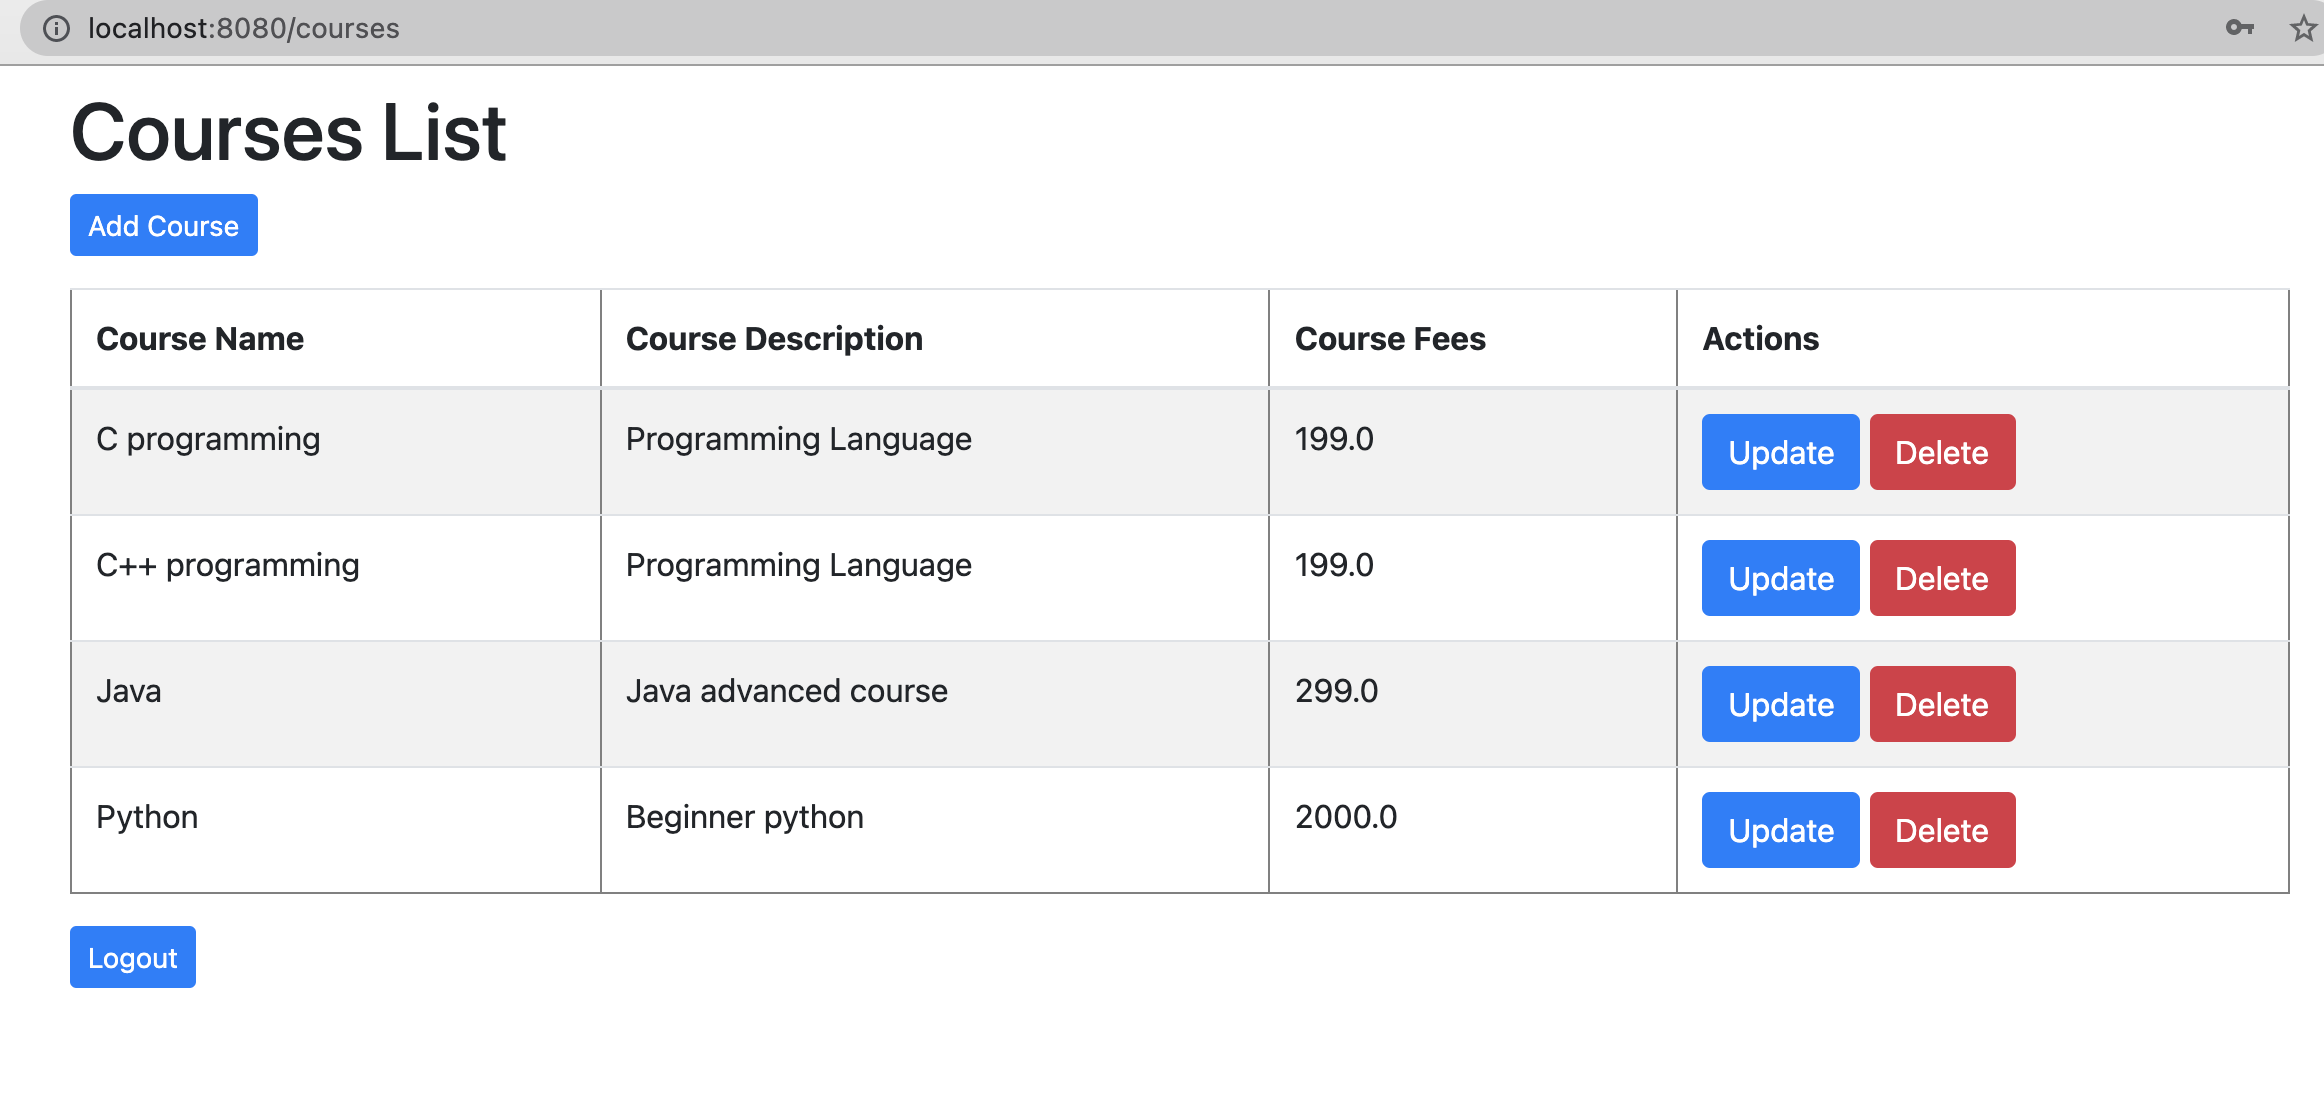 localhost:8080/courses
Courses List
Add Course
Course Name Course Description Course Fees Actions
C programming Programming Language 199.0 Update Delete
C++ programming Programming Language 199.0 Update Delete
Java Java advanced course 299.0 Update Delete
Python Beginner python 2000.0 Update Delete
Logout